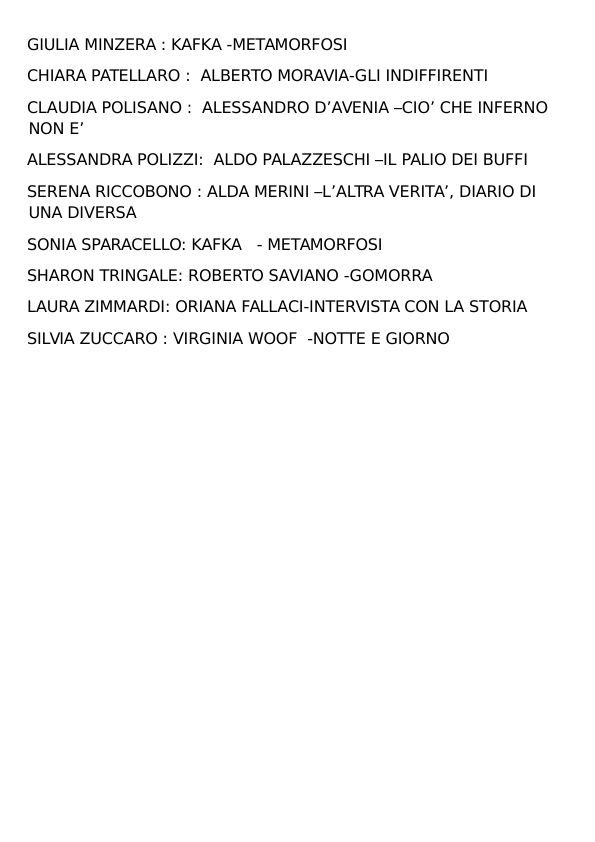 GIULIA MINZERA : KAFKA -METAMORFOSI
CHIARA PATELLARO :  ALBERTO MORAVIA-GLI INDIFFIRENTI
CLAUDIA POLISANO :  ALESSANDRO D’AVENIA –CIO’ CHE INFERNO
NON E’
ALESSANDRA POLIZZI:  ALDO PALAZZESCHI –IL PALIO DEI BUFFI
SERENA RICCOBONO : ALDA MERINI –L’ALTRA VERITA’, DIARIO DI
UNA DIVERSA
SONIA SPARACELLO: KAFKA   - METAMORFOSI
SHARON TRINGALE: ROBERTO SAVIANO -GOMORRA
LAURA ZIMMARDI: ORIANA FALLACI-INTERVISTA CON LA STORIA
SILVIA ZUCCARO : VIRGINIA WOOF  -NOTTE E GIORNO